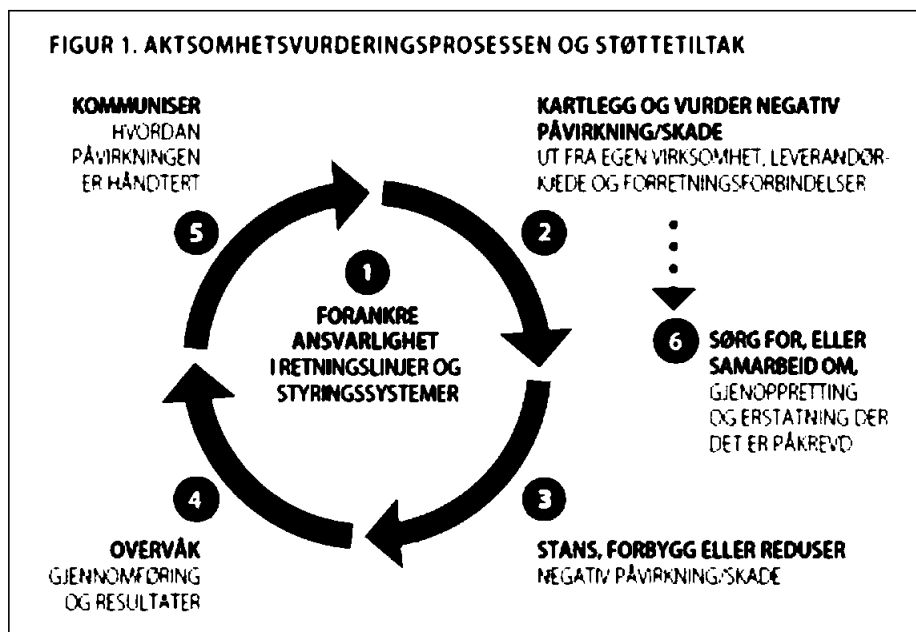 FIGUR 1. AKTSOMHETSVURDERINGSPROSESSEN OG STØTTETILTAK
1
FORANKRE
ANSVARLIGHET
I RETNINGSLINJER OG
STYRINGSSYSTEMER
2
KARTLEGG OG VURDER NEGATIV
PÅVIRKNING/SKADE
UT FRA EGEN VIRKSOMHET, LEVERANDØR-
KJEDE OG FORRETNINGSFORBINDELSER
3
STANS, FORBYGG ELLER REDUSER
NEGATIV PÅVIRKNING/SKADE
4
OVERVÅK
GJENNOMFØRING
OG RESULTATER
5
KOMMUNISER
HVORDAN
PÅVIRKNINGEN
ER HÅNDTERT
6
SØRG FOR, ELLER
SAMARBEID OM,
GJENOPPRETTING
OG ERSTATNING DER
DET ER PÅKREVD